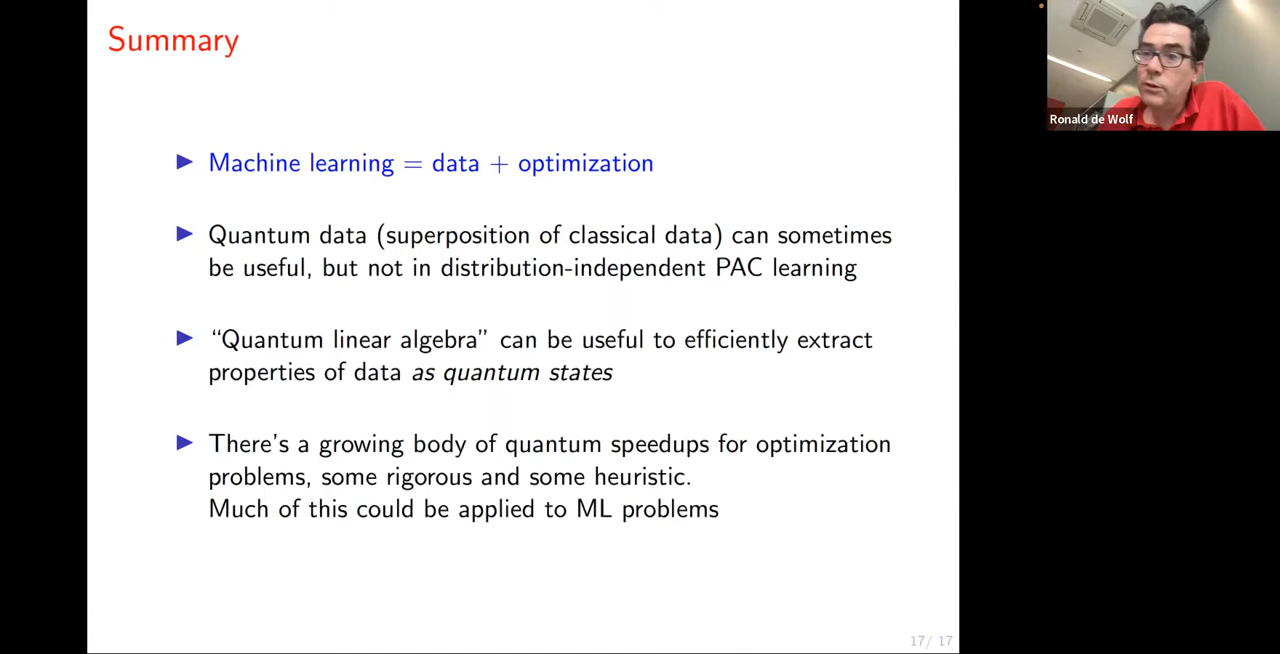 Summary
Machine learning = data + optimization
Quantum data (superposition of classical data) can sometimes
be useful, but not in distribution-independent PAC learning
“Quantum linear algebra” can be useful to efficiently extract
properties of data as quantum states
There's a growing body of quantum speedups for optimization
problems, some rigorous and some heuristic.
Much of this could be applied to ML problems
17/ 17
Ronald de Wolf